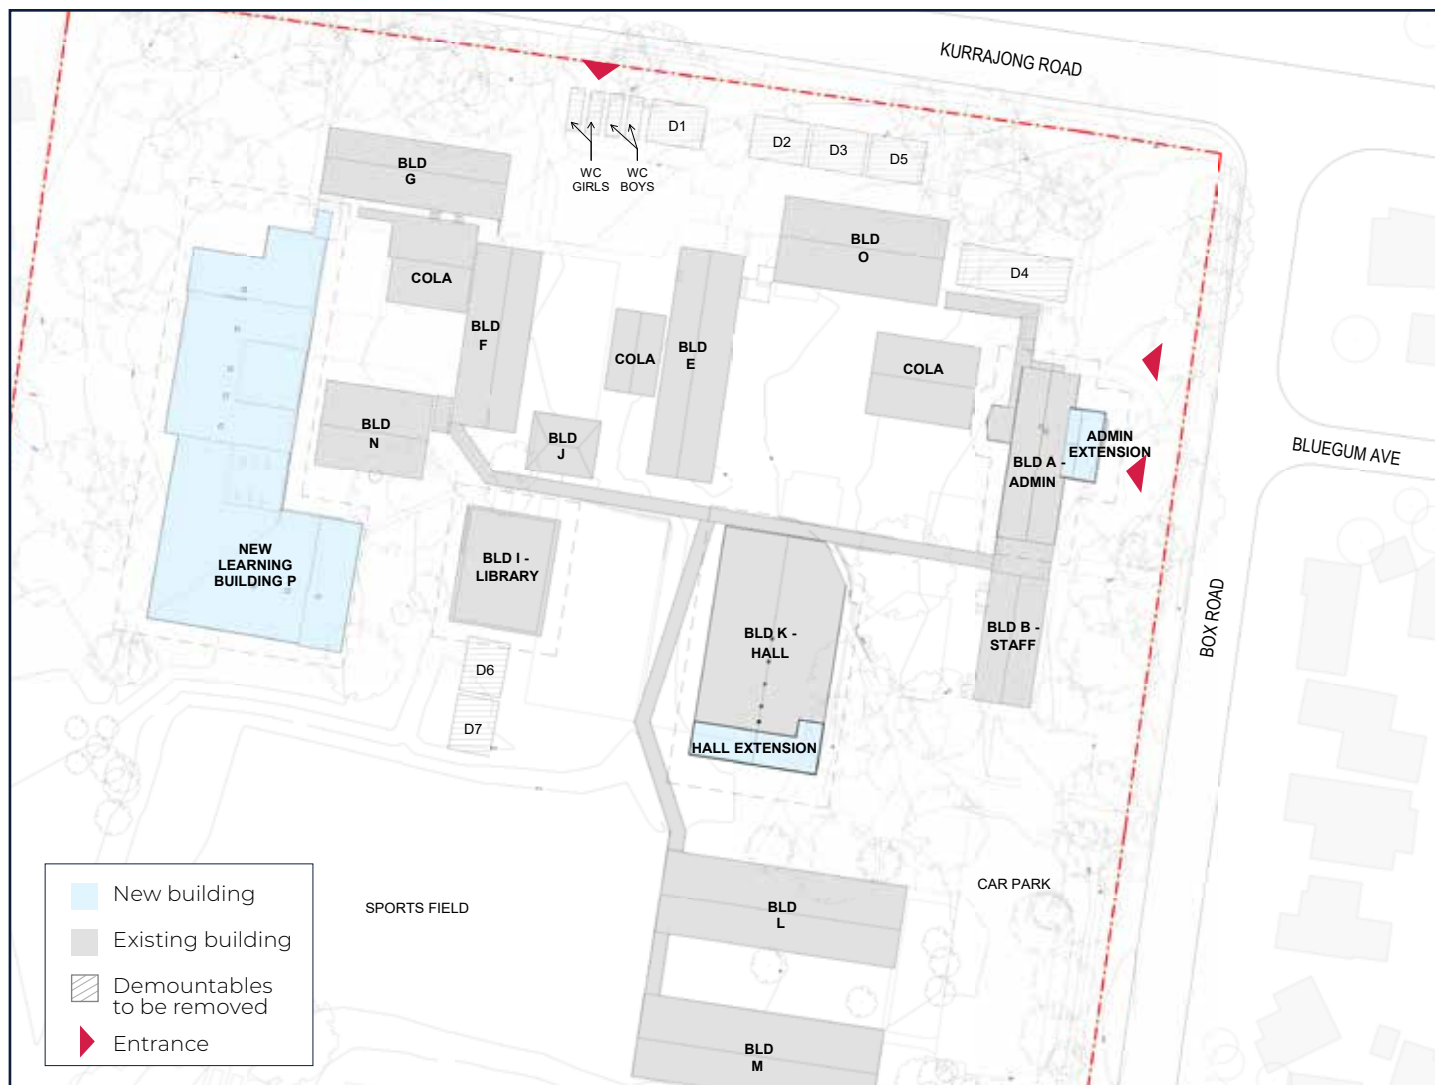 KURRAJONG ROAD
D1
D2
D3
D5
WC
GIRLS
WC
BOYS
BLD
G
BLD
O
D4
COLA
BLD
F
COLA
BLD
E
COLA
BLD
N
BLD
J
ADMIN
EXTENSION
BLD A -
ADMIN
BLUEGUM AVE
NEW
LEARNING
BUILDING P
BLD I -
LIBRARY
BLD K -
HALL
BLD B -
STAFF
BOX ROAD
D6
D7
HALL EXTENSION
CAR PARK
SPORTS FIELD
BLD
L
BLD
M
New building
Existing building
Demountables
to be removed
Entrance